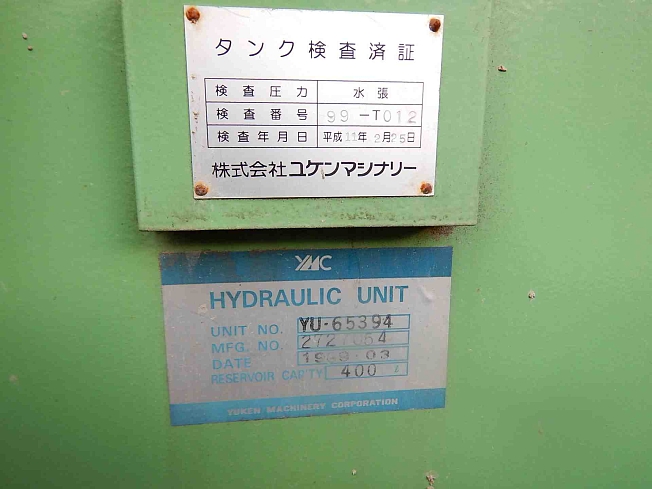 タンク検査済証
検査圧力 水張
検査番号 99-T012
検査年月日 平成11年2月25日
株式会社ユケンマシナリー
YMC
HYDRAULIC UNIT
UNIT NO. YU-65394
MFG. NO.
DATE
RESERVOIR CAP'TY 400 ℓ
YUKEN MACHINERY CORPORATION